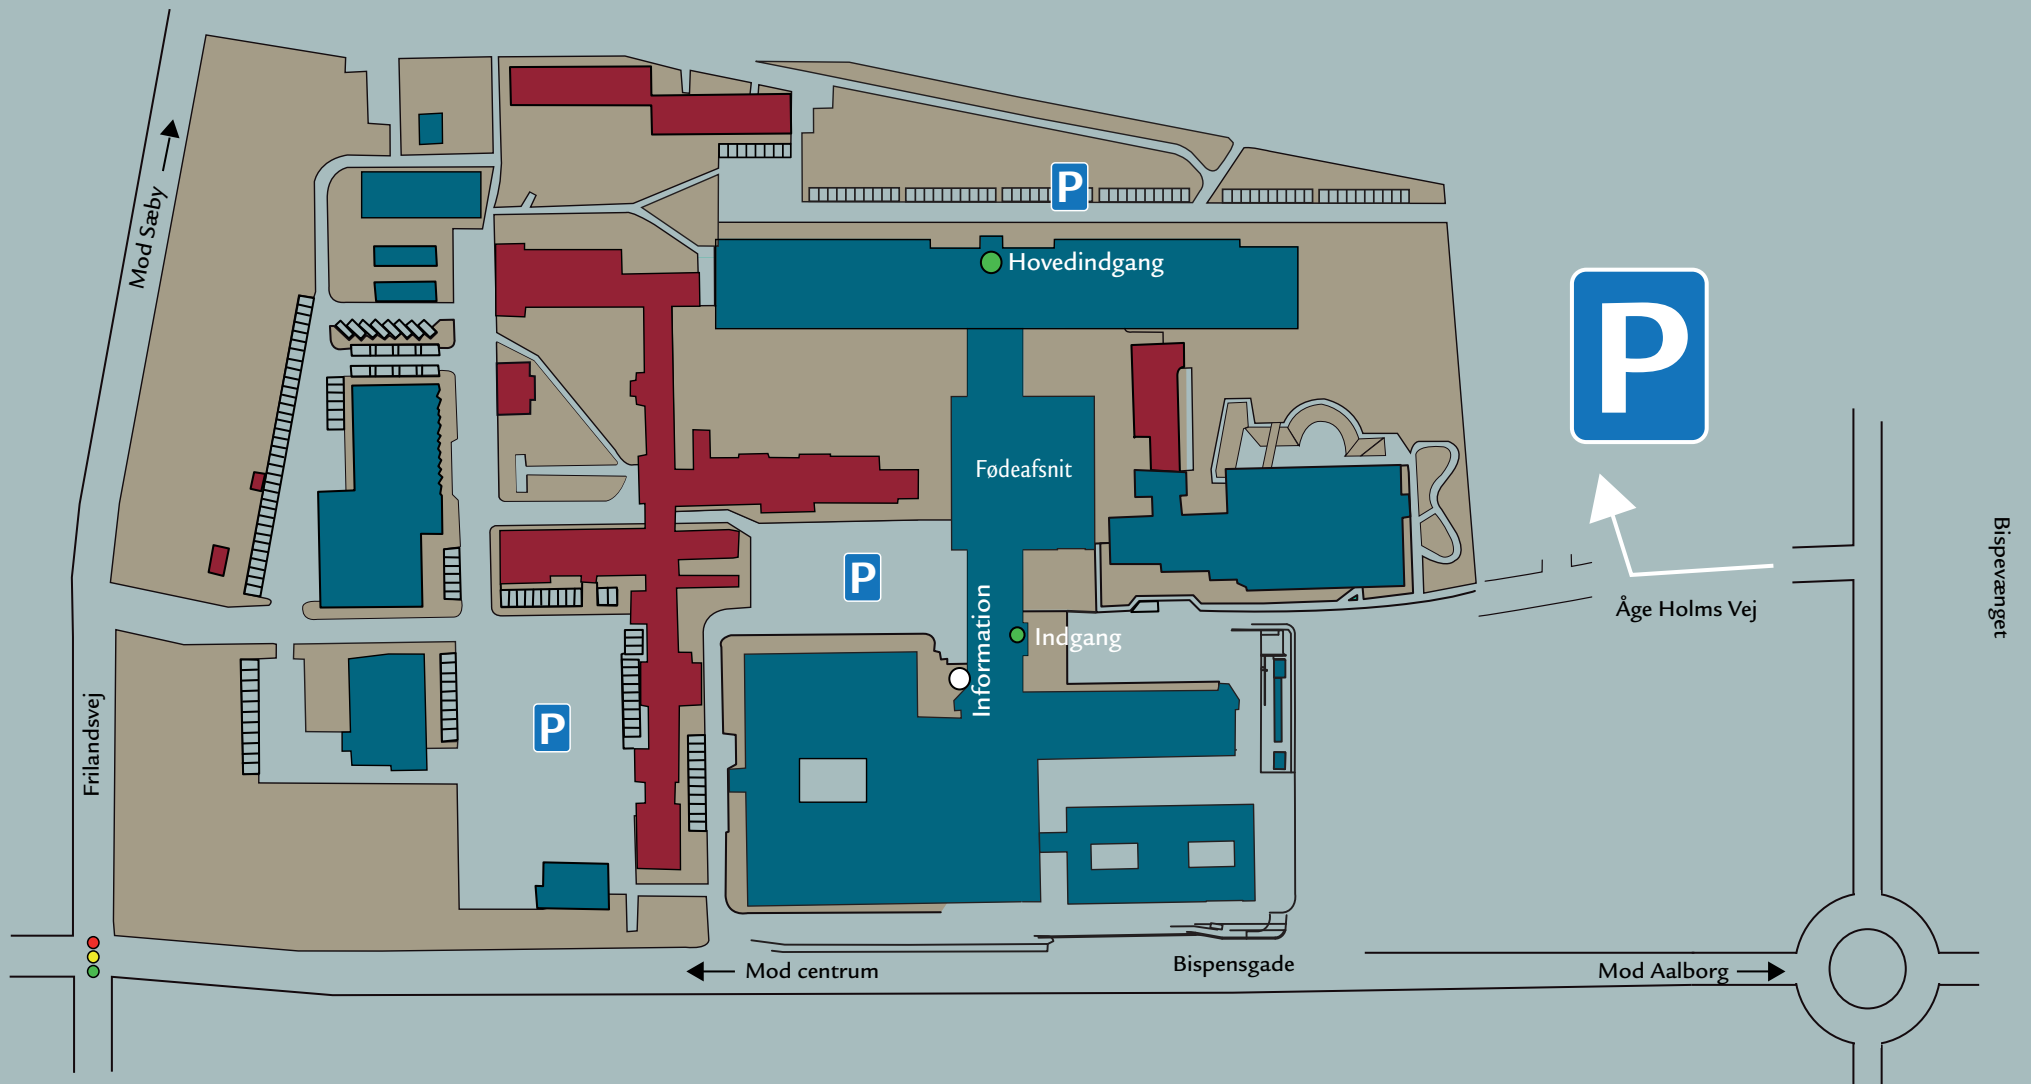 Mod Sæby
P
Hovedindgang
P
Fødeafsnit
P
Bispevænget
Åge Holms Vej
Information
Indgang
P
Frilandsvej
Mod centrum
Bispensgade
Mod Aalborg